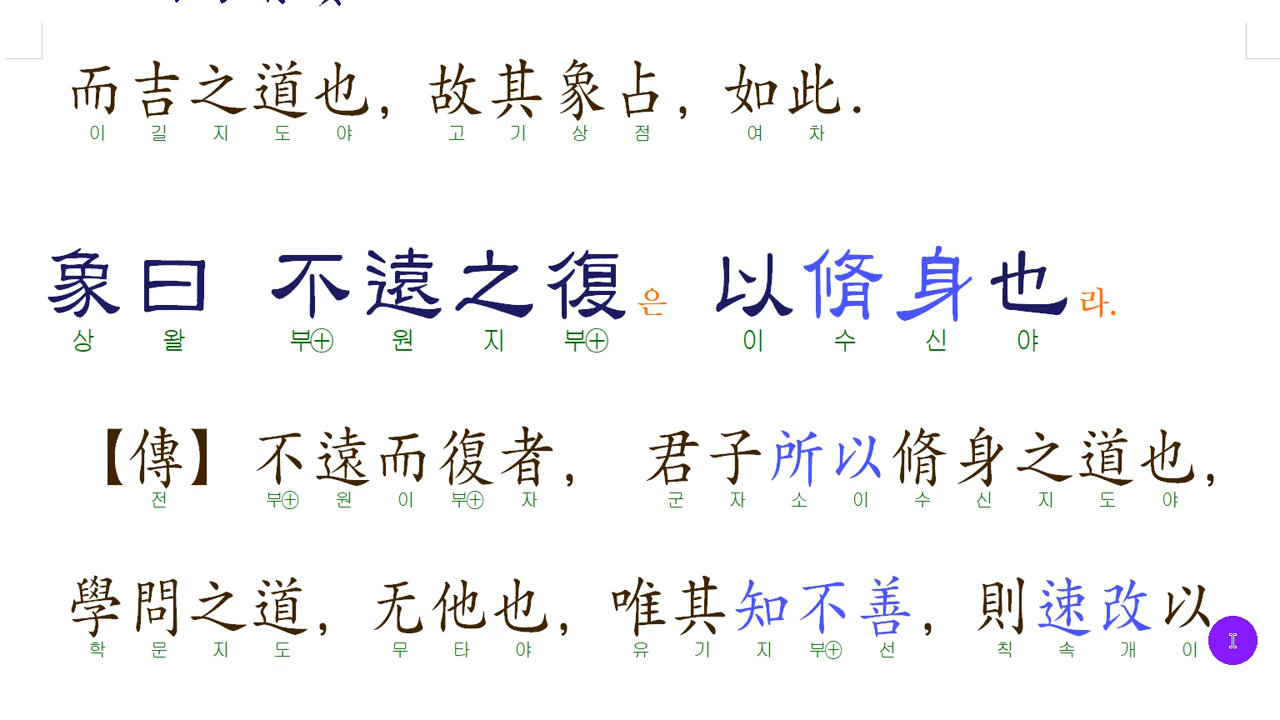 而吉之道也, 故其象占, 如此.
이 길 지 도 야 고 기 상 점 여 차
象曰 不遠之復은 以脩身也라.
상 왈 부⊕ 원 지 부⊕ 이 수 신 야
【傳】 不遠而復者, 君子所以脩身之道也,
전 부⊕ 원 이 부⊕ 자 군 자 소 이 수 신 지 도 야
學問之道, 无他也, 唯其知不善, 則速改以
학 문 지 도 무 타 야 유 기 지 부⊕ 선 칙 속 개 이